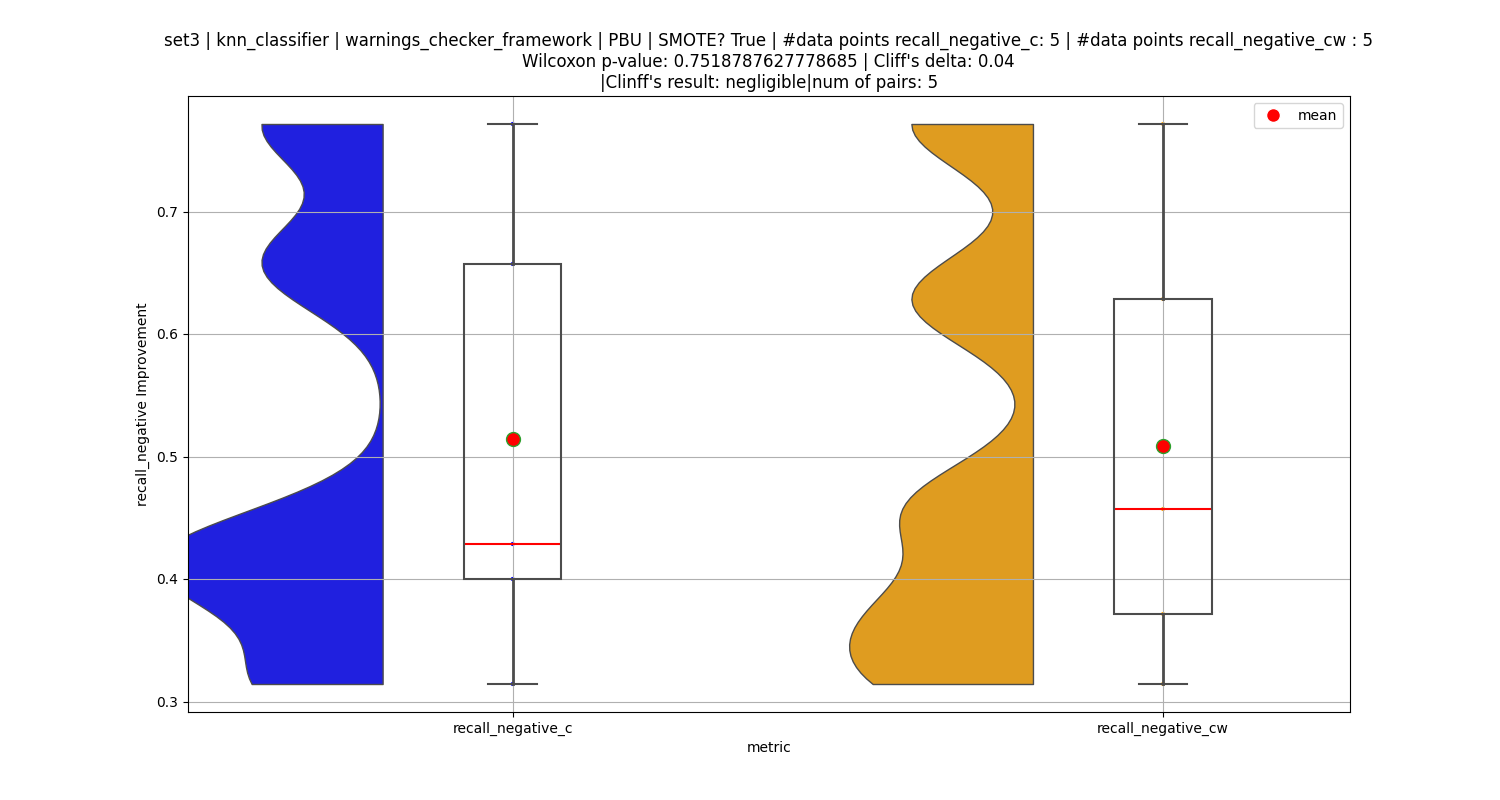 set3 | knn_classifier | warnings_checker_framework | PBU | SMOTE? True | #data points recall_negative_c: 5 | #data points recall_negative_cw : 5
Wilcoxon p-value: 0.7518787627778685 | Cliff's delta: 0.04
|Clinff's result: negligible|num of pairs: 5
mean
recall_negative Improvement
0.7
0.6
0.5
0.4
0.3
recall_negative_c
recall_negative_cw
metric